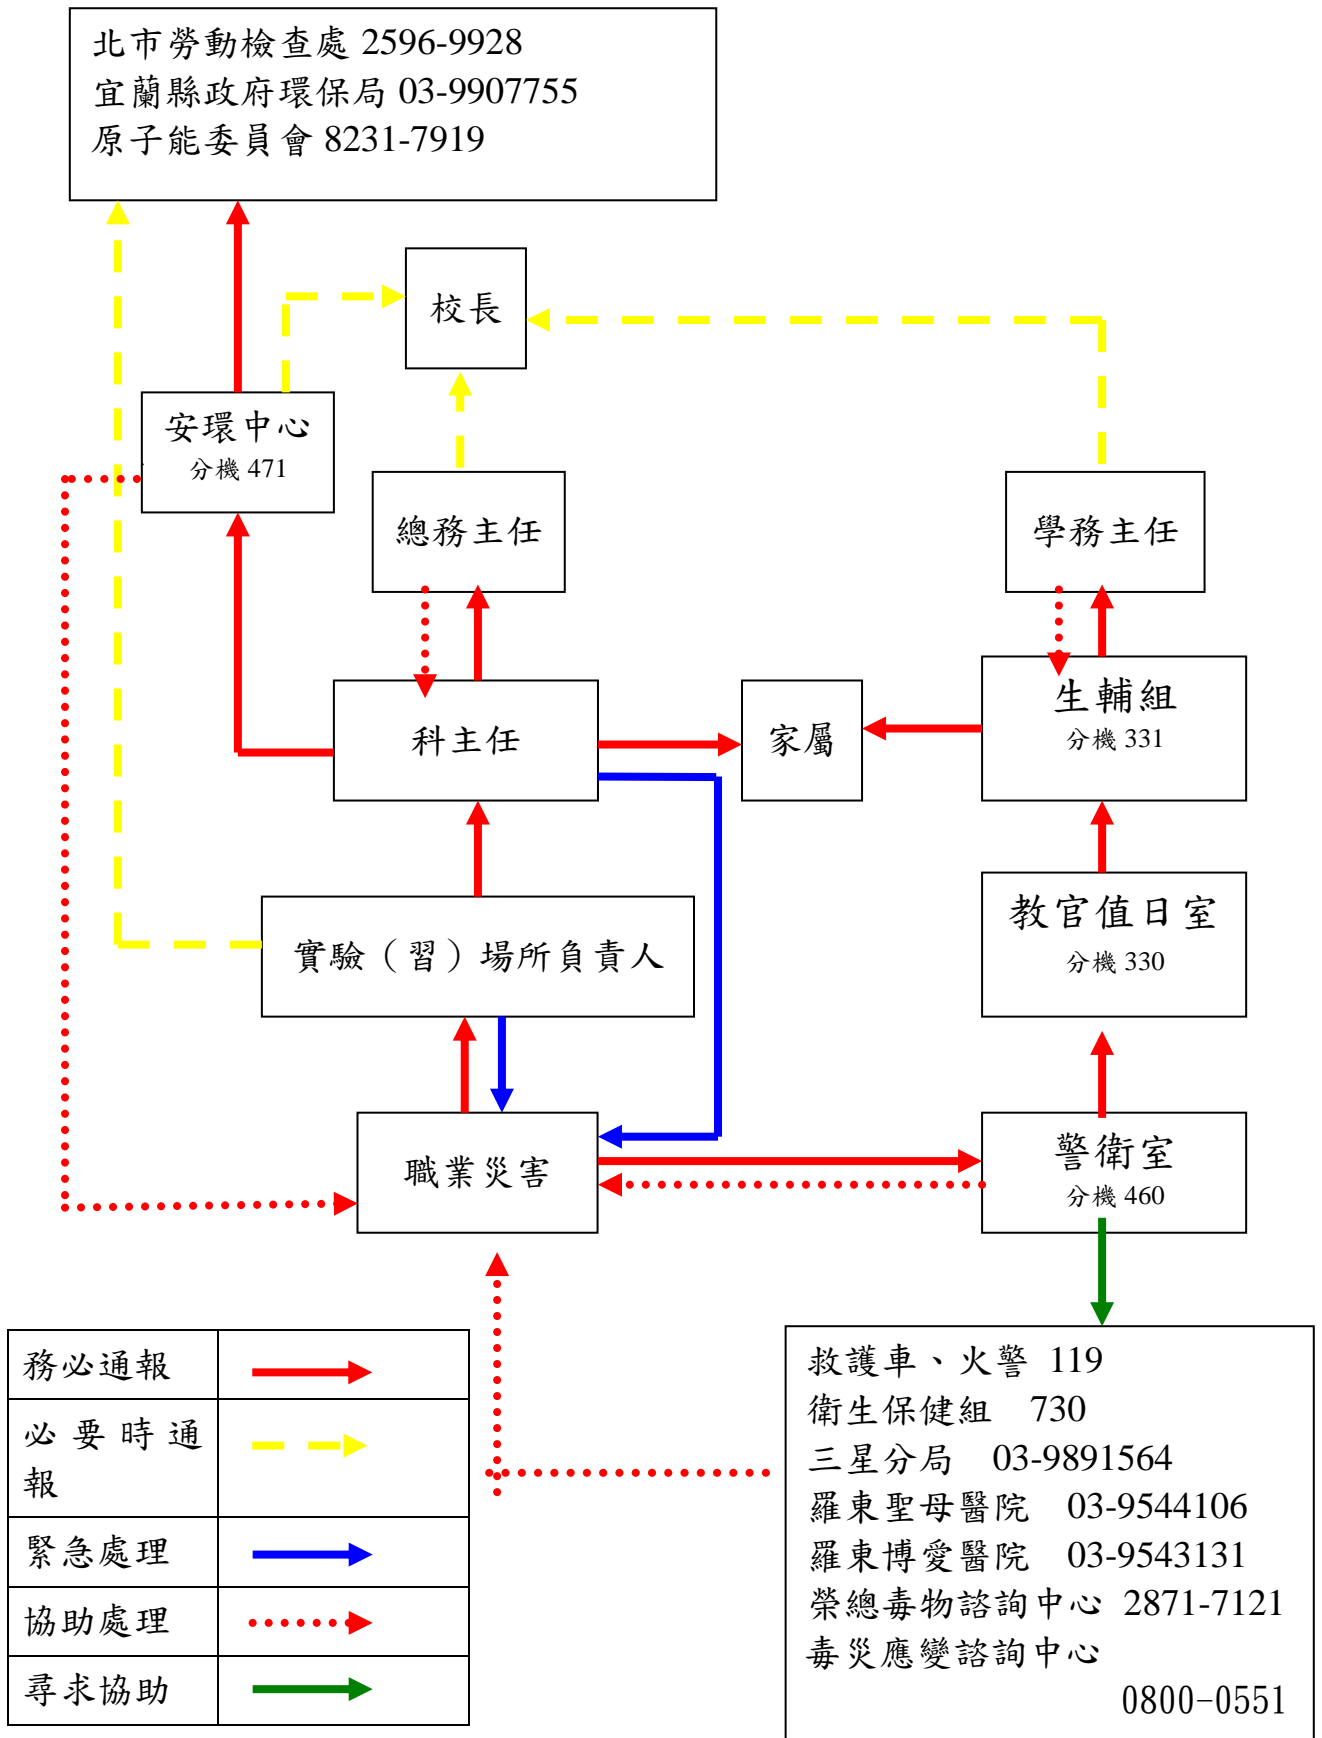 北市勞動檢查處 2596-9928
宜蘭縣政府環保局 03-9907755
原子能委員會 8231-7919
校長
安環中心
分機 471
總務主任
學務主任
科主任
家屬
生輔組
分機 331
實驗（習）場所負責人
教官值日室
分機 330
職業災害
警衛室
分機 460
務必通報
必要時通
報
緊急處理
協助處理
尋求協助
救護車、火警 119
衛生保健組 730
三星分局 03-9891564
羅東聖母醫院 03-9544106
羅東博愛醫院 03-9543131
榮總毒物諮詢中心 2871-7121
毒災應變諮詢中心
0800-0551